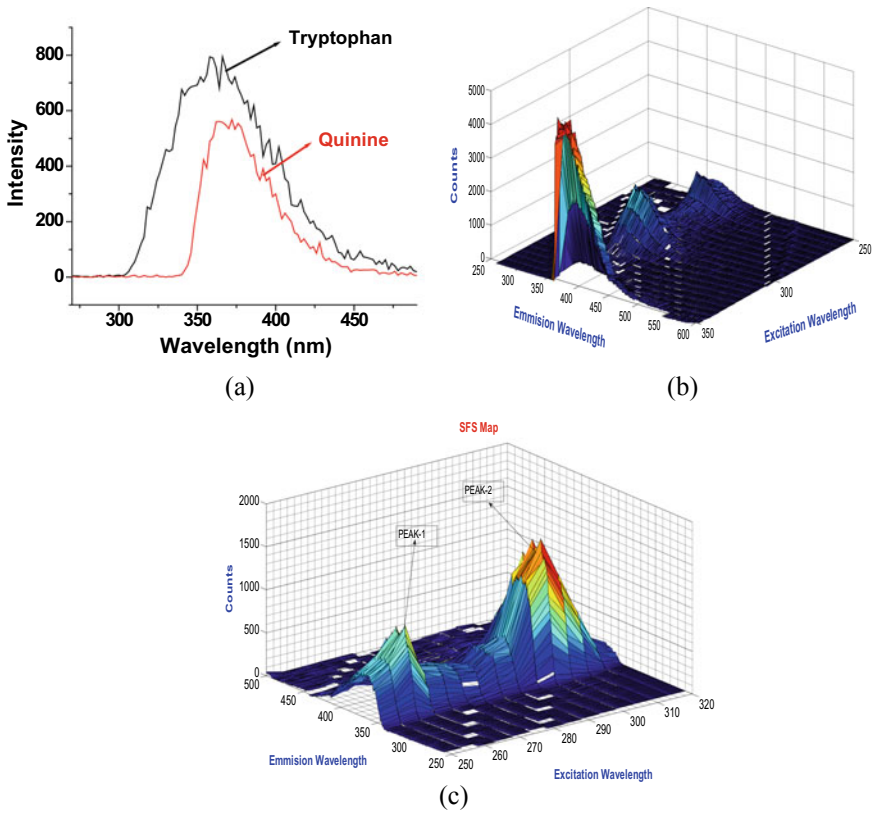 Tryptophan
Quinine
800
600
400
200
0
Intensity
300
350
400
450
Wavelength (nm)
(a)
5000
4000
3000
2000
1000
0
Counts
250
300
350
400
450
500
550
600
Emmision Wavelength
350
300
250
Excitation Wavelength
(b)
SFS Map
PEAK-2
PEAK-1
2000
1500
1000
500
0
Counts
500
450
400
350
300
250
Emmision Wavelength
250
260
270
280
290
300
310
320
Excitation Wavelength
(c)